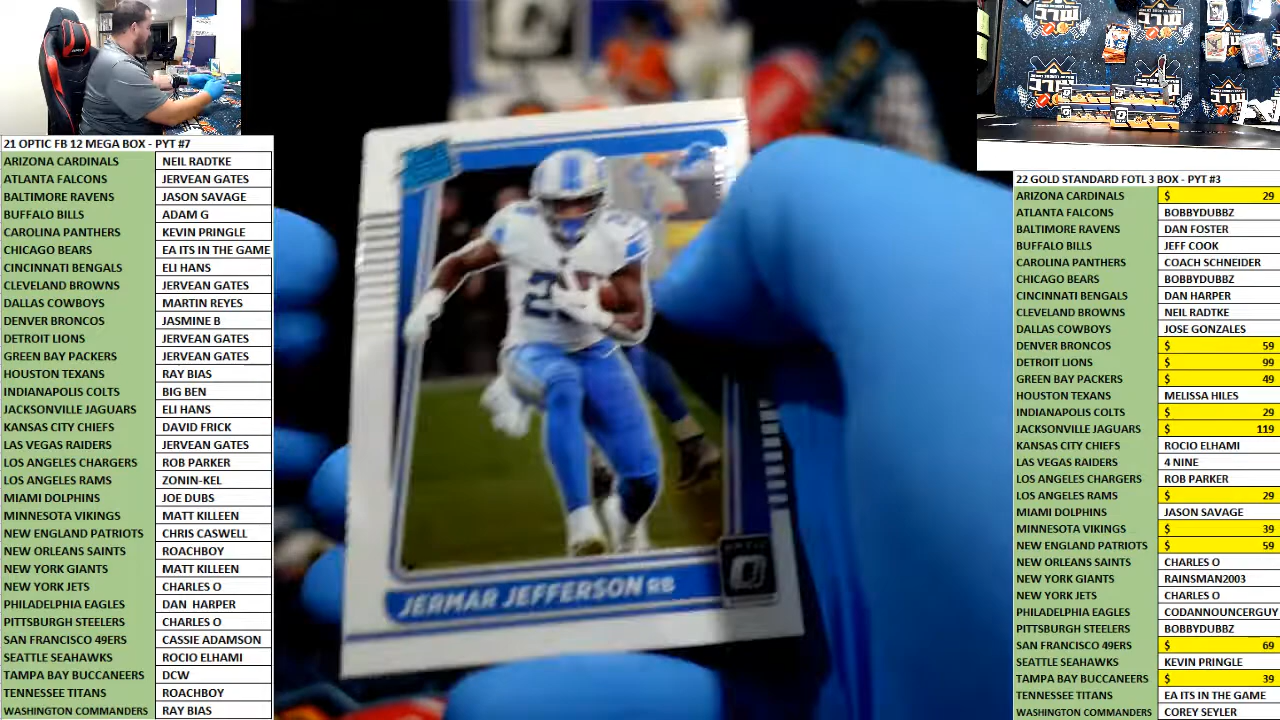 21 OPTIC FB 12 MEGA BOX - PYT #7
ARIZONA CARDINALS NEIL RADTKE
ATLANTA FALCONS JERVEAN GATES
BALTIMORE RAVENS JASON SAVAGE
BUFFALO BILLS ADAM G
CAROLINA PANTHERS KEVIN PRINGLE
CHICAGO BEARS EA ITS IN THE GAME
CINCINNATI BENGALS ELI HANS
CLEVELAND BROWNS JERVEAN GATES
DALLAS COWBOYS MARTIN REYES
DENVER BRONCOS JASMINE B
DETROIT LIONS JERVEAN GATES
GREEN BAY PACKERS JERVEAN GATES
HOUSTON TEXANS RAY BIAS
INDIANAPOLIS COLTS BIG BEN
JACKSONVILLE JAGUARS ELI HANS
KANSAS CITY CHIEFS DAVID FRICK
LAS VEGAS RAIDERS JERVEAN GATES
LOS ANGELES CHARGERS ROB PARKER
LOS ANGELES RAMS ZONIN-KEL
MIAMI DOLPHINS JOE DUBS
MINNESOTA VIKINGS MATT KILLEEN
NEW ENGLAND PATRIOTS CHRIS CASWELL
NEW ORLEANS SAINTS ROACHBOY
NEW YORK GIANTS MATT KILLEEN
NEW YORK JETS CHARLES O
PHILADELPHIA EAGLES DAN HARPER
PITTSBURGH STEELERS CHARLES O
SAN FRANCISCO 49ERS CASSIE ADAMSON
SEATTLE SEAHAWKS ROCIO ELHAMI
TAMPA BAY BUCCANEERS DCW
TENNESSEE TITANS ROACHBOY
WASHINGTON COMMANDERS RAY BIAS
JERMAR JEFFERSON RB
22 GOLD STANDARD FOTL 3 BOX - PYT #3
ARIZONA CARDINALS $ 29
ATLANTA FALCONS BOBBYDUBBZ
BALTIMORE RAVENS DAN FOSTER
BUFFALO BILLS JEFF COOK
CAROLINA PANTHERS COACH SCHNEIDER
CHICAGO BEARS BOBBYDUBBZ
CINCINNATI BENGALS DAN HARPER
CLEVELAND BROWNS NEIL RADTKE
DALLAS COWBOYS JOSE GONZALES
DENVER BRONCOS $ 59
DETROIT LIONS $ 99
GREEN BAY PACKERS $ 49
HOUSTON TEXANS MELISSA HILES
INDIANAPOLIS COLTS $ 29
JACKSONVILLE JAGUARS $ 119
KANSAS CITY CHIEFS ROCIO ELHAMI
LAS VEGAS RAIDERS 4 NINE
LOS ANGELES CHARGERS ROB PARKER
LOS ANGELES RAMS $ 29
MIAMI DOLPHINS JASON SAVAGE
MINNESOTA VIKINGS $ 39
NEW ENGLAND PATRIOTS $ 59
NEW ORLEANS SAINTS CHARLES O
NEW YORK GIANTS RAINSMAN2003
NEW YORK JETS CHARLES O
PHILADELPHIA EAGLES CODANNOUNCERGUY
PITTSBURGH STEELERS BOBBYDUBBZ
SAN FRANCISCO 49ERS $ 69
SEATTLE SEAHAWKS KEVIN PRINGLE
TAMPA BAY BUCCANEERS $ 39
TENNESSEE TITANS EA ITS IN THE GAME
WASHINGTON COMMANDERS COREY SEYLER